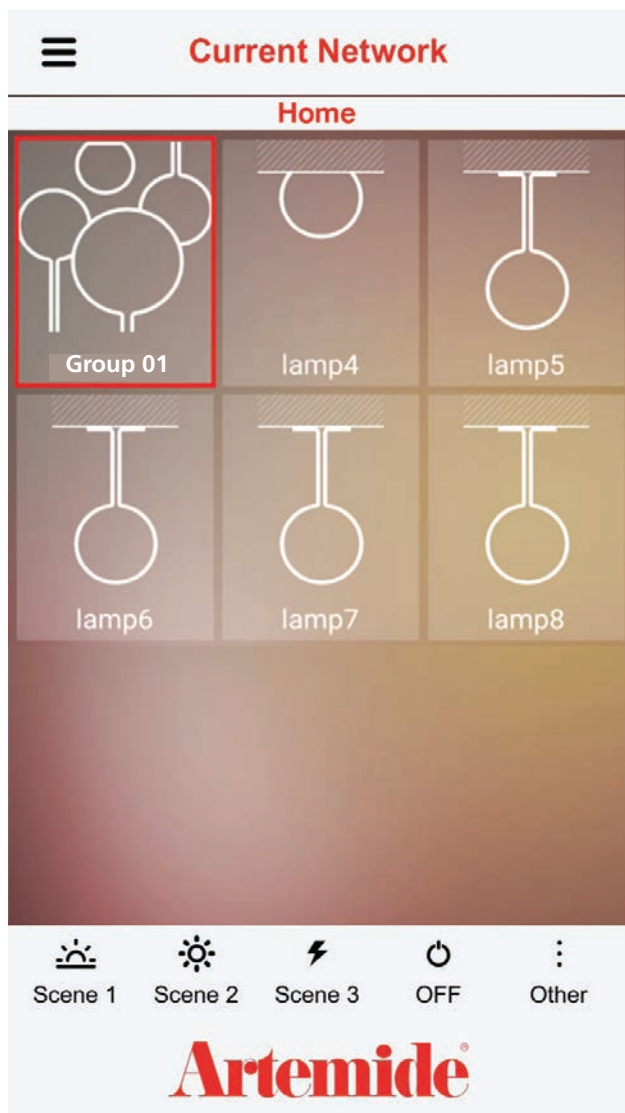 Current Network
Home
Group 01
lamp4
lamp5
lamp6
lamp7
lamp8
Scene 1
Scene 2
Scene 3
OFF
Other
Artemide®